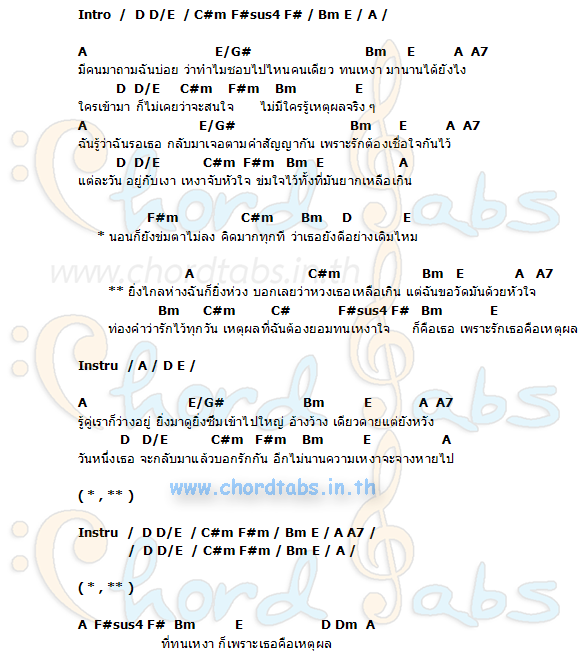 Intro / D D/E / C#m F#sus4 F# / Bm E / A /
A E/G# Bm E A A7
มีคนมาถามฉันบ่อย ว่าทำไมชอบไปไหนคนเดียว ทนเหงา มานานได้ยังไง
D D/E C#m F#m Bm E
ใครเข้ามา ก็ไม่เคยว่าจะสนใจ ไม่มีใครรู้เหตุผลจริง ๆ
A E/G# Bm E A A7
ฉันรู้ว่าฉันรอเธอ กลับมาเจอตามคำสัญญากัน เพราะรักต้องเชื่อใจกันไว้
D D/E C#m F#m Bm E A
แต่ละวัน อยู่กับเงา เหงาจับหัวใจ ข่มใจไว้ทั้งที่มันยากเหลือเกิน
F#m C#m Bm D E
* นอนก็ยังข่มตาไม่ลง คิดมากทุกที ว่าเธอยังดีอย่างเดิมไหม
www.chordtabs.in.th
A C#m Bm E A A7
** ยิ่งไกลห่างฉันก็ยิ่งห่วง บอกเลยว่าหวงเธอเหลือเกิน แต่ฉันขอวัดมันด้วยหัวใจ
Bm C#m C# F#sus4 F# Bm E
ท่องคำว่ารักไว้ทุกวัน เหตุผลที่ฉันต้องยอมทนเหงาใจ ก็คือเธอ เพราะรักเธอคือเหตุผล
Instru / A / D E /
A E/G# Bm E A A7
รู้คู่เราก็ว่างอยู่ ยิ่งมาดูยิ่งซึมเข้าไปใหญ่ อ้างว้าง เดียวดายแต่ยังหวัง
D D/E C#m F#m Bm E A
วันหนึ่งเธอ จะกลับมาแล้วบอกรักกัน อีกไม่นานความเหงาจะจางหายไป
www.chordtabs.in.th
( * , ** )
Instru / D D/E / C#m F#m / Bm E / A A7 /
/ D D/E / C#m F#m / Bm E / A /
( * , ** )
A F#sus4 F# Bm E D Dm A
ที่ทนเหงา ก็เพราะเธอคือเหตุผล